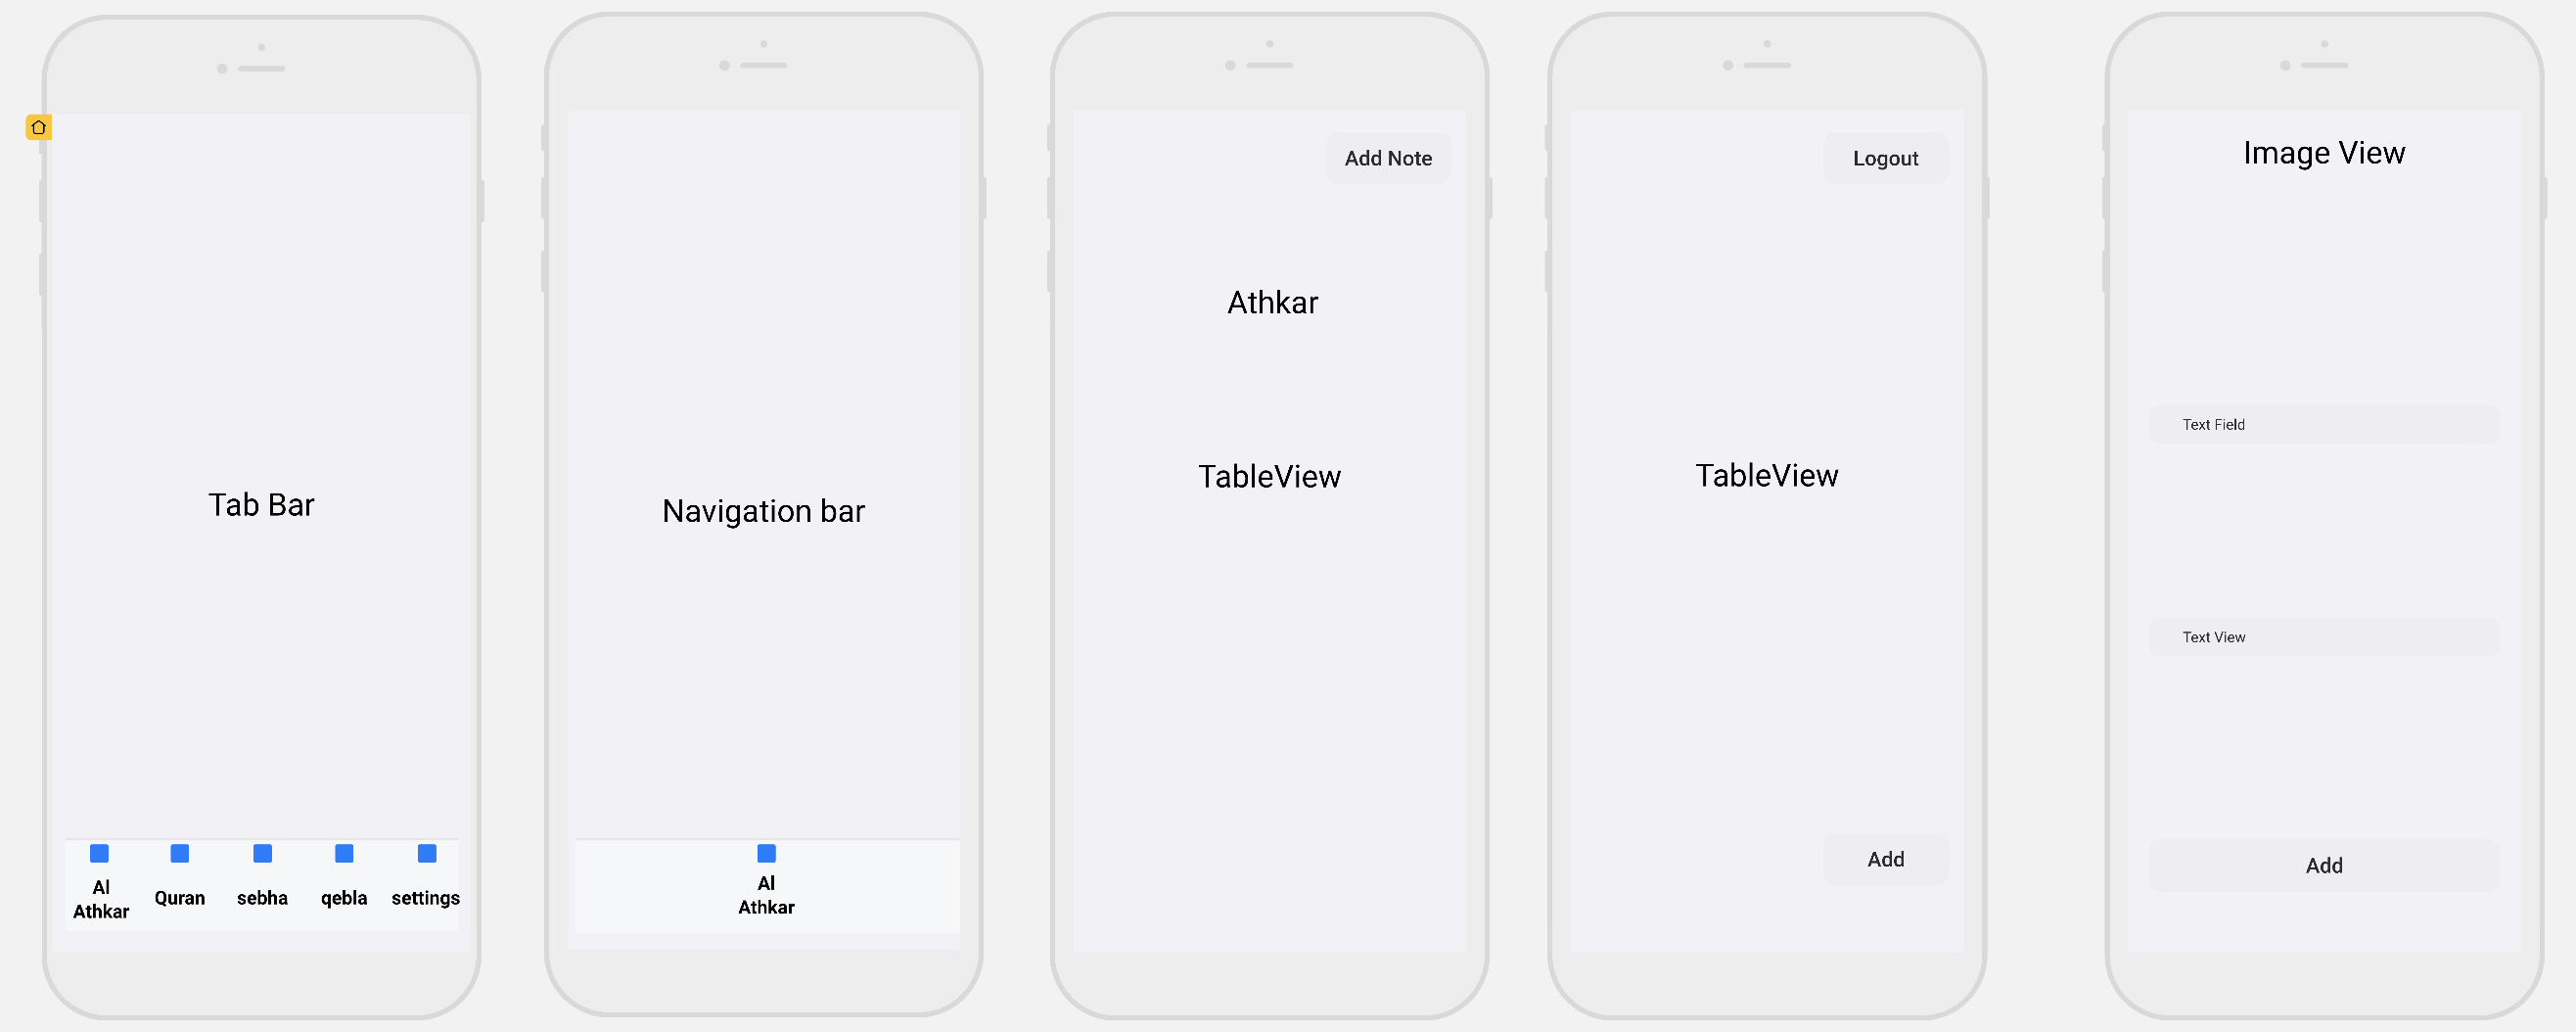 Tab Bar
Al
Athkar
Quran
sebha
qebla
settings
Navigation bar
Al
Athkar
Add Note
Athkar
TableView
Logout
TableView
Add
Image View
Text Field
Text View
Add